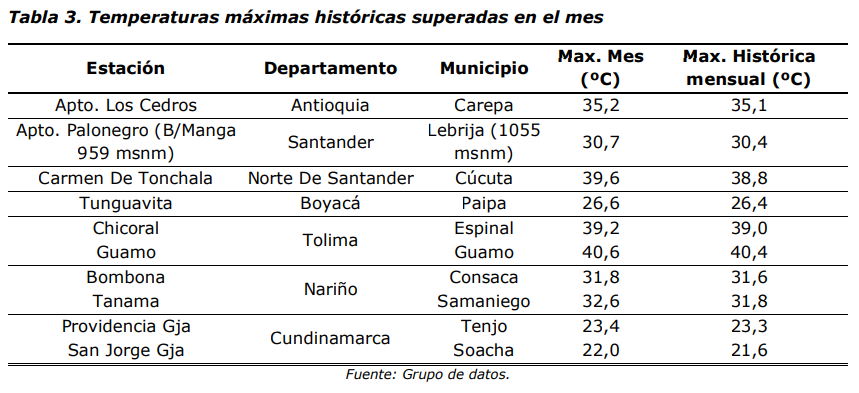 Tabla 3. Temperaturas máximas históricas superadas en el mes
Estación Departamento Municipio Max. Mes (ºC) Max. Histórica mensual (ºC)
Apto. Los Cedros Antioquia Carepa 35,2 35,1
Apto. Palonegro (B/Manga 959 msnm) Santander Lebrija (1055 msnm) 30,7 30,4
Carmen De Tonchala Norte De Santander Cúcuta 39,6 38,8
Tunguavita Boyacá Paipa 26,6 26,4
Chicoral Tolima Espinal 39,2 39,0
Guamo Guamo 40,6 40,4
Bombona Nariño Consaca 31,8 31,6
Tanama Samaniego 32,6 31,8
Providencia Gja Cundinamarca Tenjo 23,4 23,3
San Jorge Gja Soacha 22,0 21,6
Fuente: Grupo de datos.